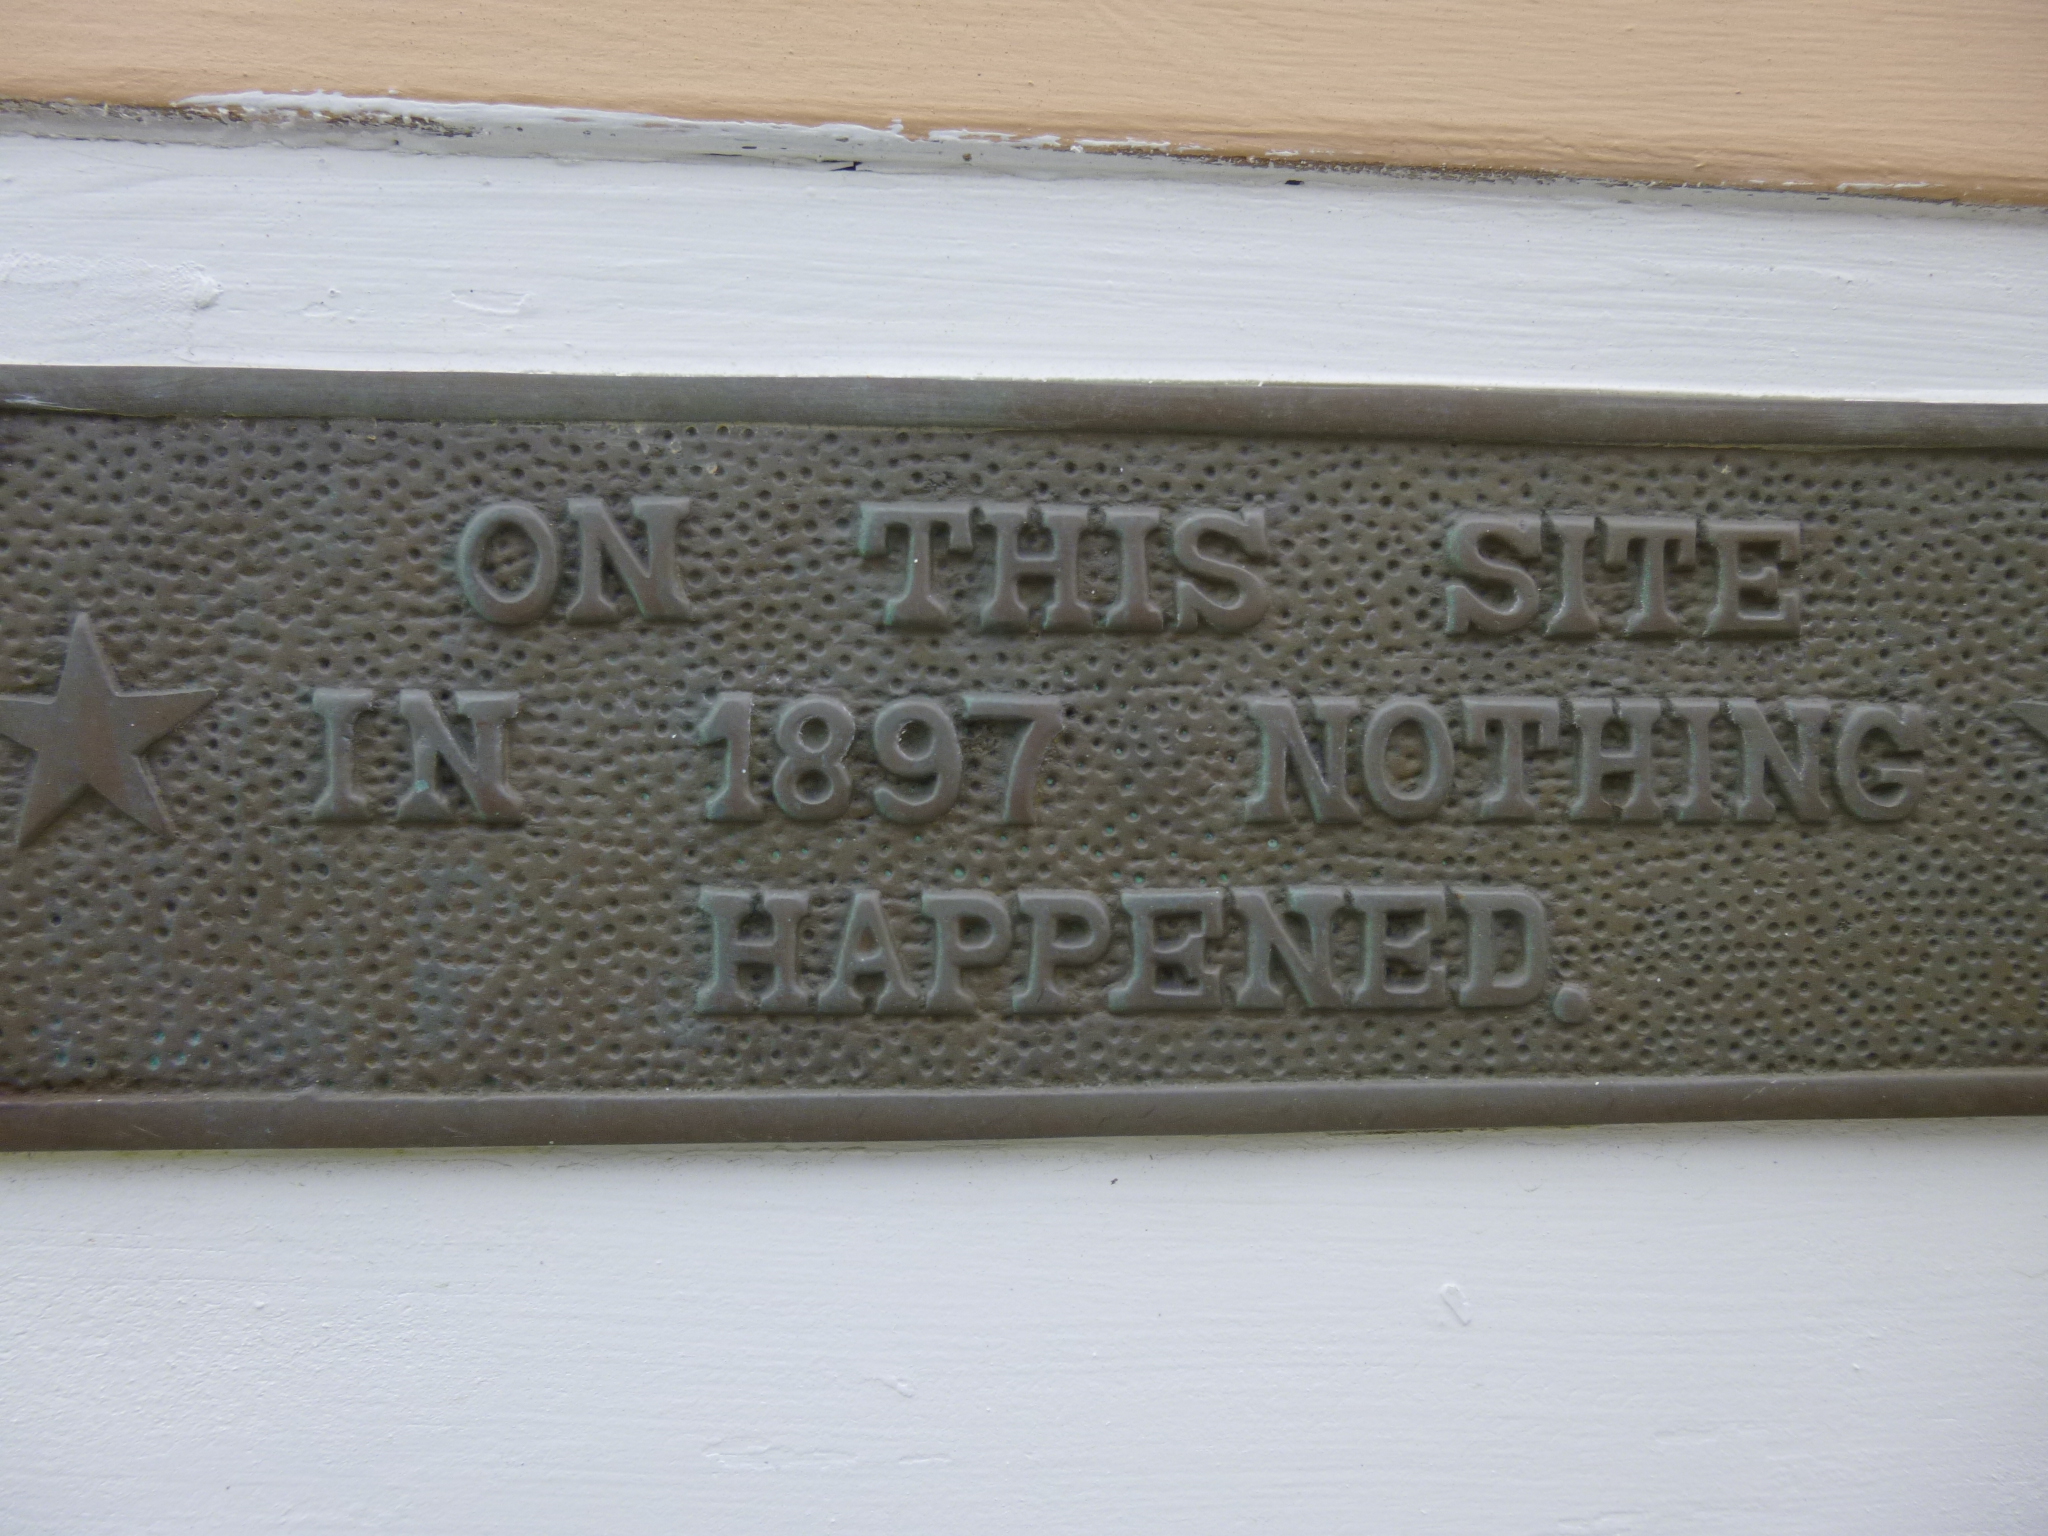 ON THIS SITE
IN 1897 NOTHING
HAPPENED.